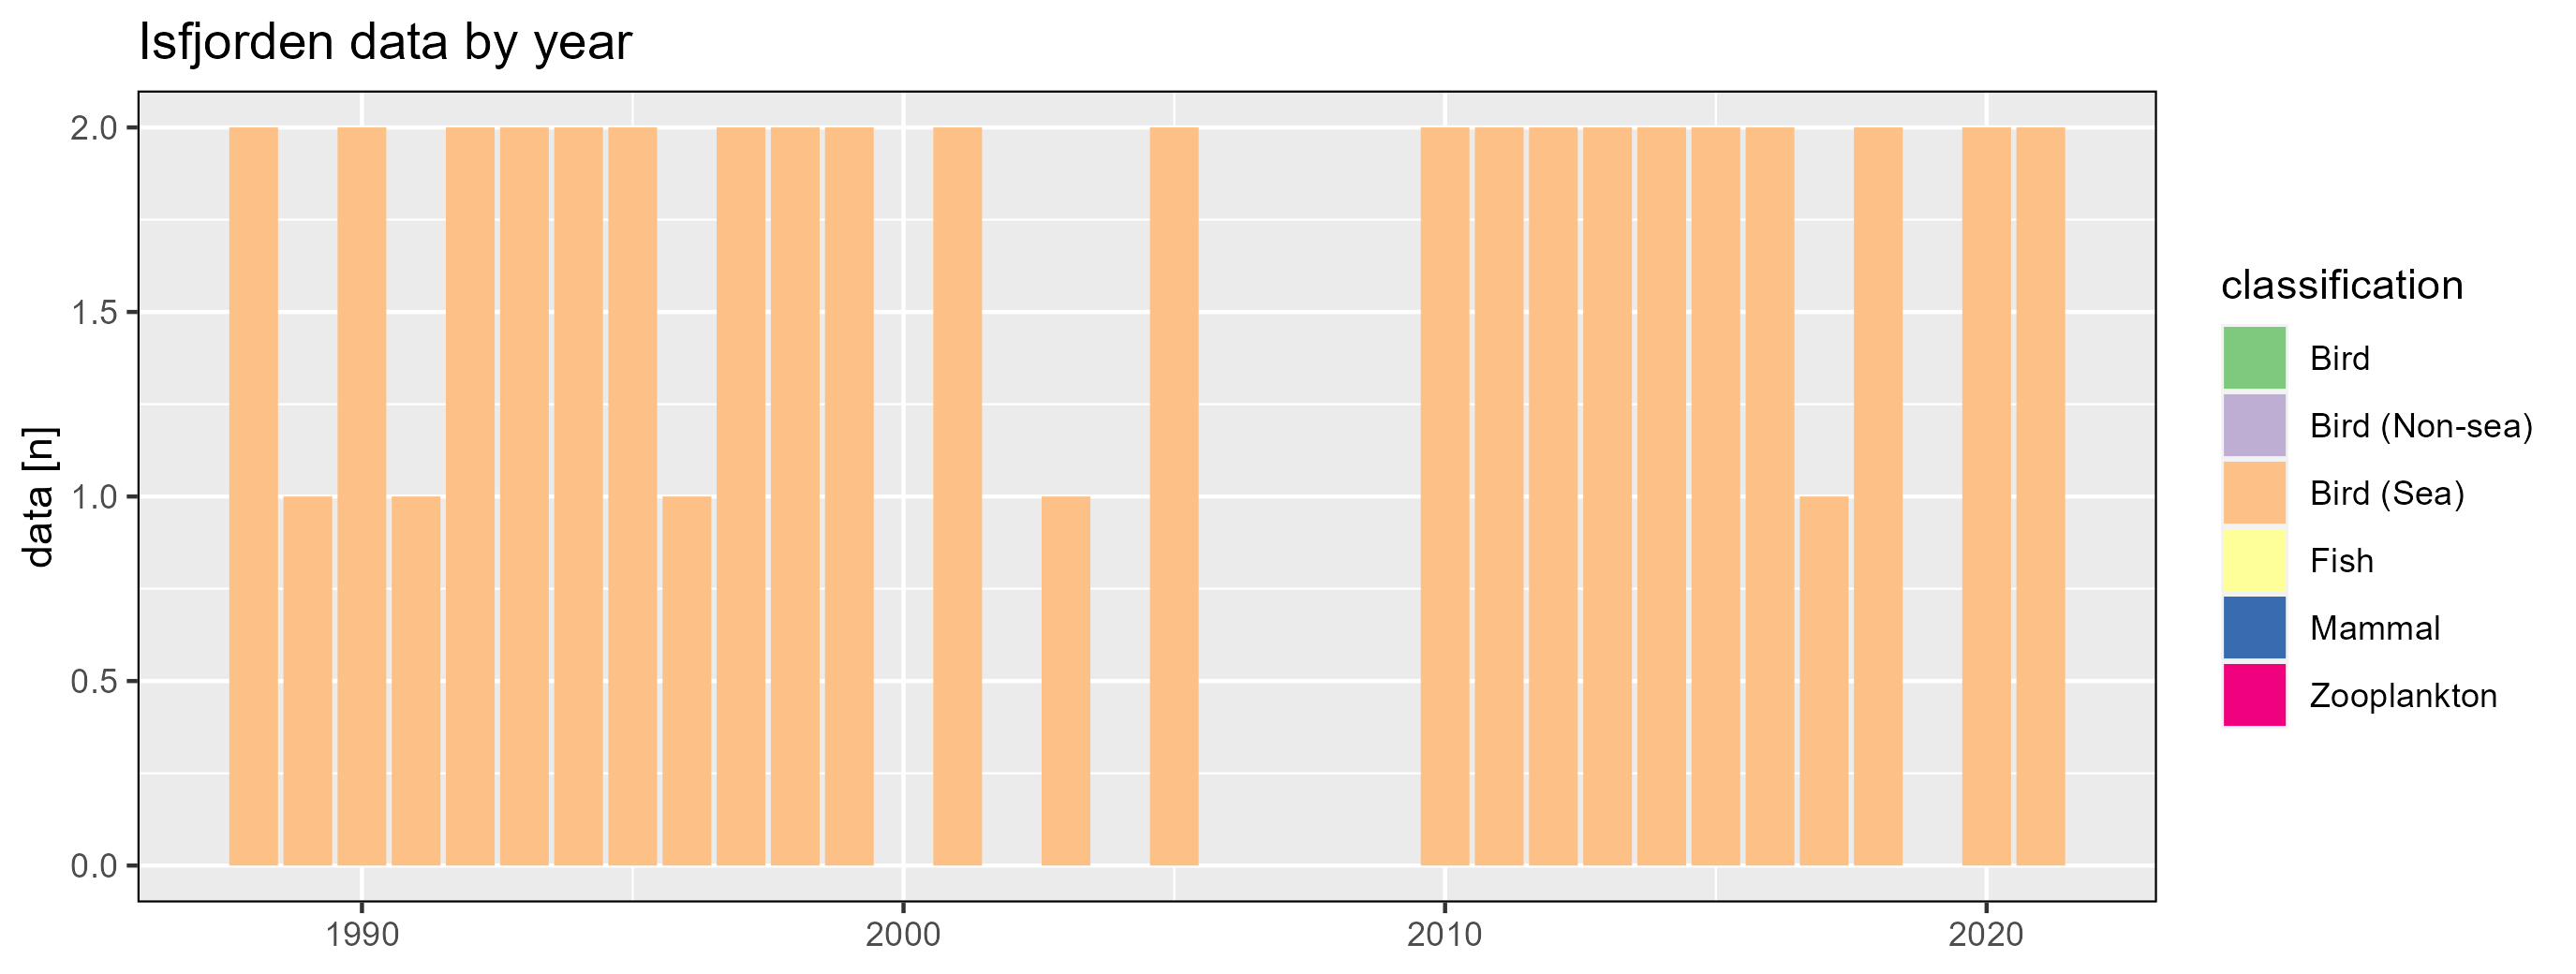 Isfjorden data by year
data [n]
2.0
1.5
1.0
0.5
0.0
1990 2000 2010 2020
classification
Bird
Bird (Non-sea)
Bird (Sea)
Fish
Mammal
Zooplankton